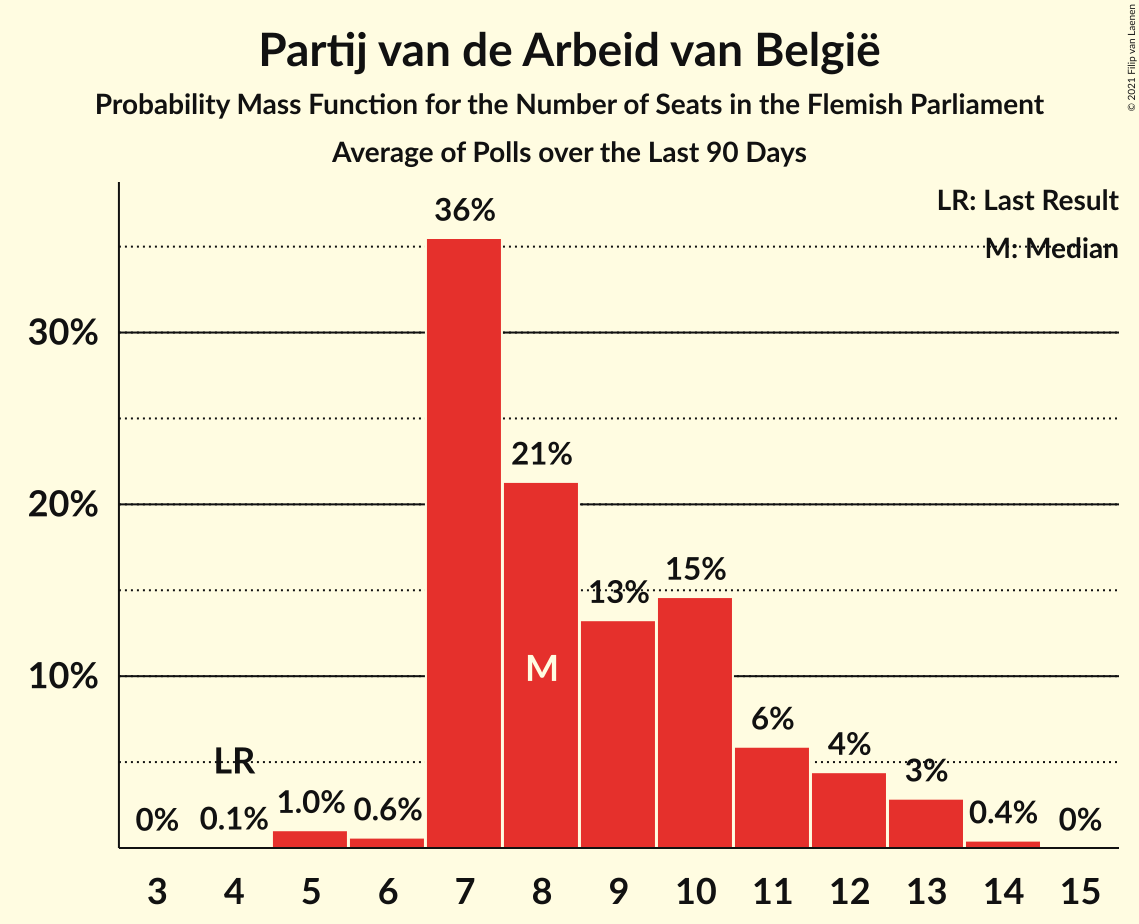 Partij van de Arbeid van België
Probability Mass Function for the Number of Seats in the Flemish Parliament
Average of Polls over the Last 90 Days
© 2021 Filip van Laenen
LR: Last Result
M: Median
36%
30%
21%
20%
15%
13%
M
10%
6%
4%
LR
3%
0% 0.1% 1.0% 0.6% 0.4% 0%
3 4 5 6 7 8 9 10 11 12 13 14 15